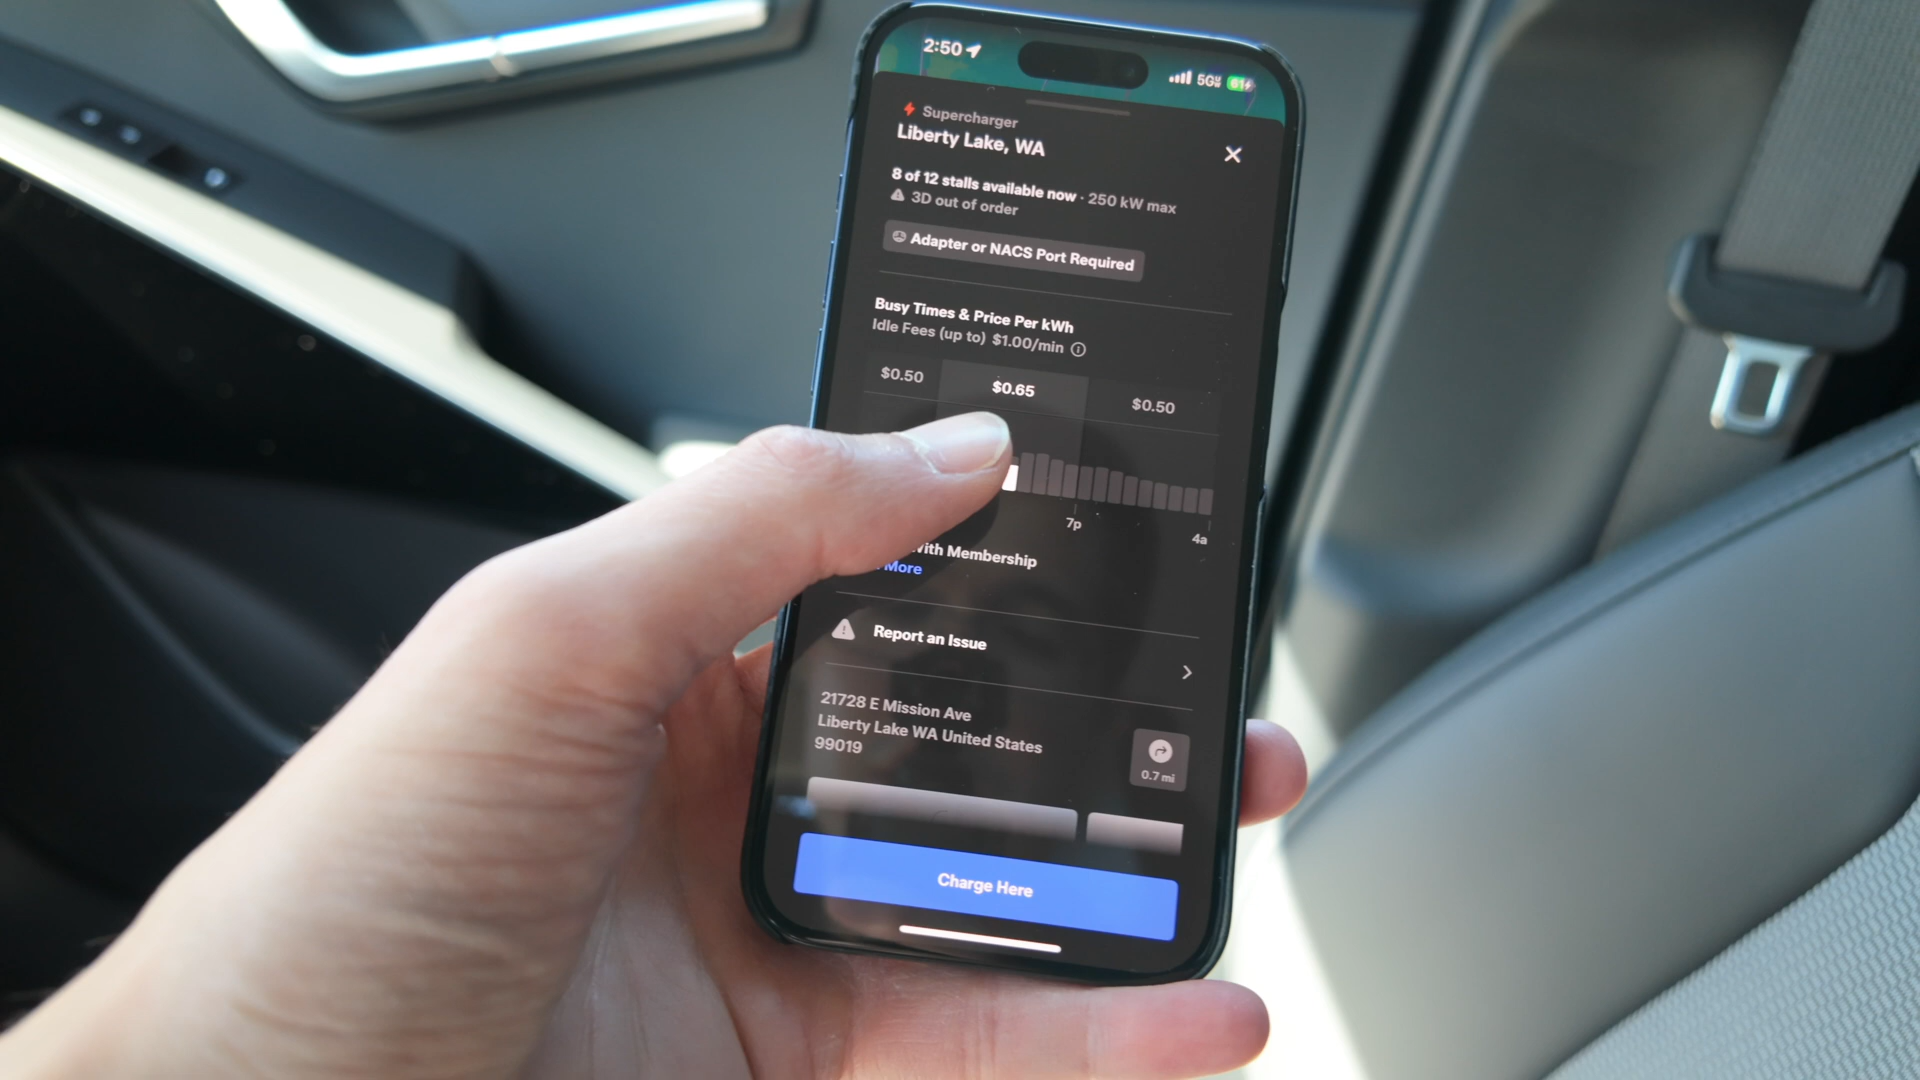 2:50
5GW 61
Supercharger
Liberty Lake, WA
8 of 12 stalls available now · 250 kW max
3D out of order
Adapter or NACS Port Required
Busy Times & Price Per kWh
Idle Fees (up to) $1.00/min
$0.50 $0.65 $0.50
7p 4a
With Membership
More
Report an Issue
21728 E Mission Ave
Liberty Lake WA United States
99019
0.7 mi
Charge Here